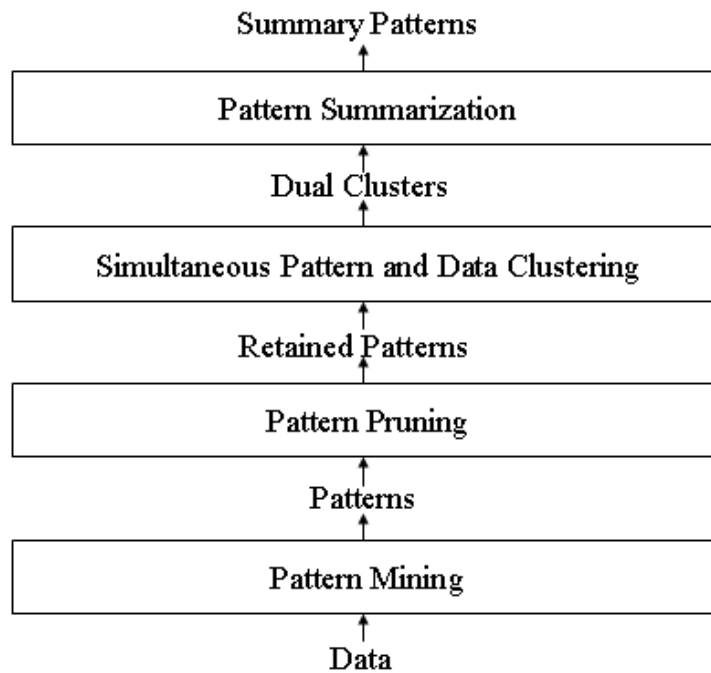 Summary Patterns
Pattern Summarization
Dual Clusters
Simultaneous Pattern and Data Clustering
Retained Patterns
Pattern Pruning
Patterns
Pattern Mining
Data